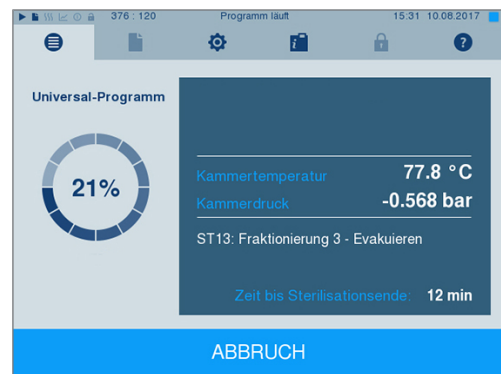 376 : 120 Programm läuft 15:31 10.08.2017
Universal-Programm
21%
Kammertemperatur 77.8 °C
Kammerdruck -0.568 bar
ST13: Fraktionierung 3 - Evakuieren
Zeit bis Sterilisationsende: 12 min
ABBRUCH